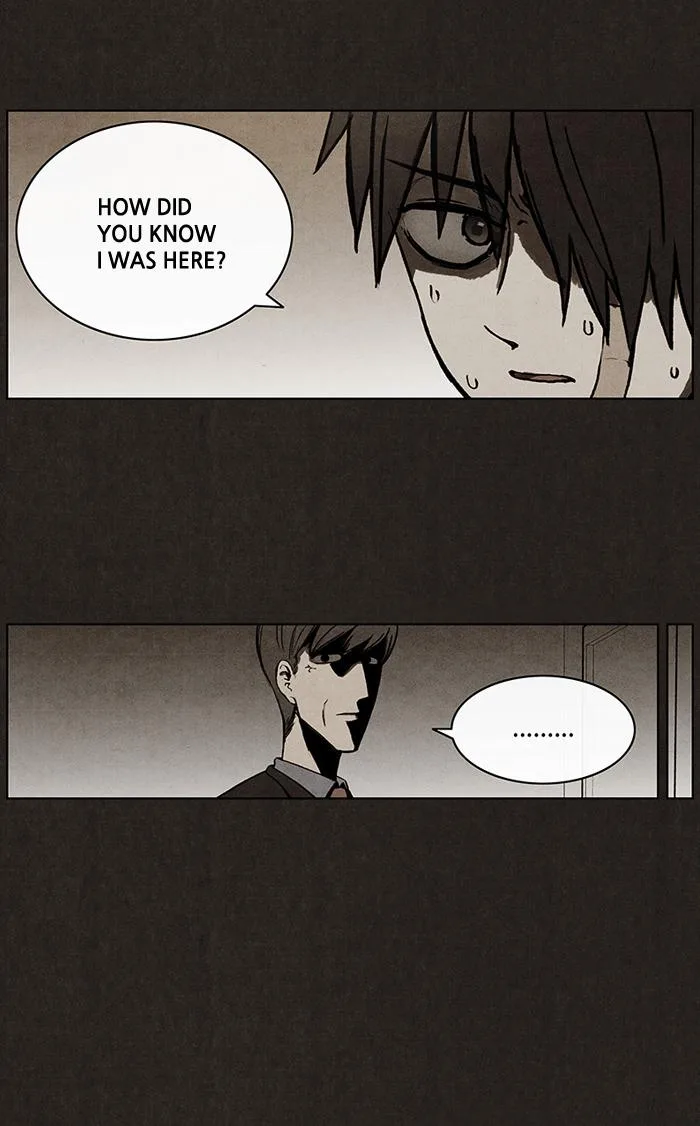 HOW DID
YOU KNOW
I WAS HERE?
.........